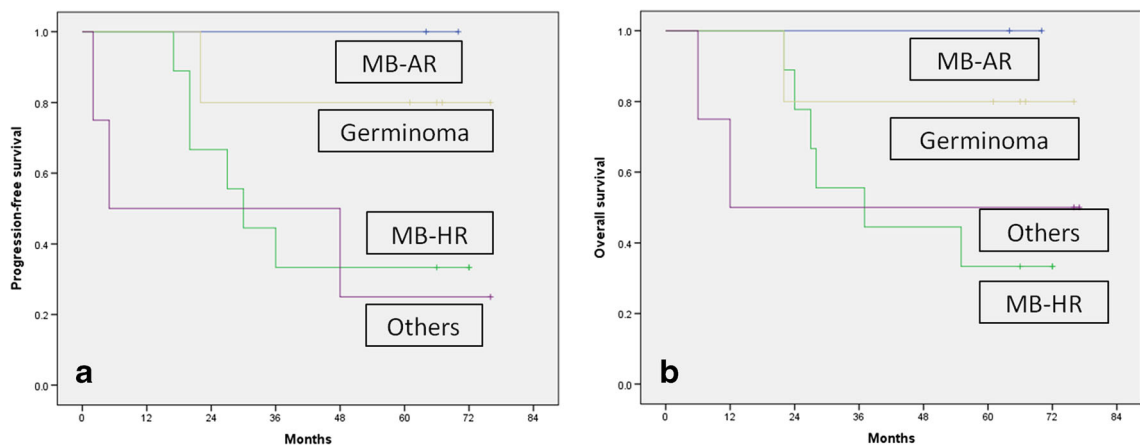 1.0
0.8
0.6
0.4
0.2
0.0
Progression-free survival
MB-AR
Germinoma
MB-HR
Others
a
0 12 24 36 48 60 72 84
Months
1.0
0.8
0.6
0.4
0.2
0.0
Overall survival
MB-AR
Germinoma
Others
MB-HR
b
0 12 24 36 48 60 72 84
Months